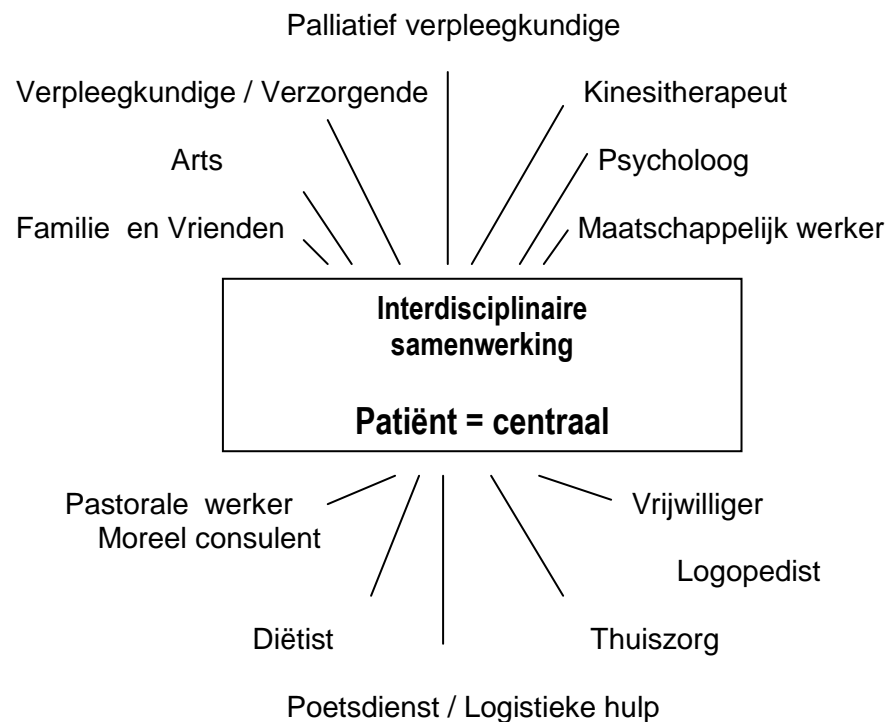 Palliatief verpleegkundige
Verpleegkundige / Verzorgende
Kinesitherapeut
Arts
Psycholoog
Familie en Vrienden
Maatschappelijk werker
Interdisciplinaire
samenwerking
Patiënt = centraal
Pastorale werker
Moreel consulent
Vrijwilliger
Logopedist
Diëtist
Thuiszorg
Poetsdienst / Logistieke hulp